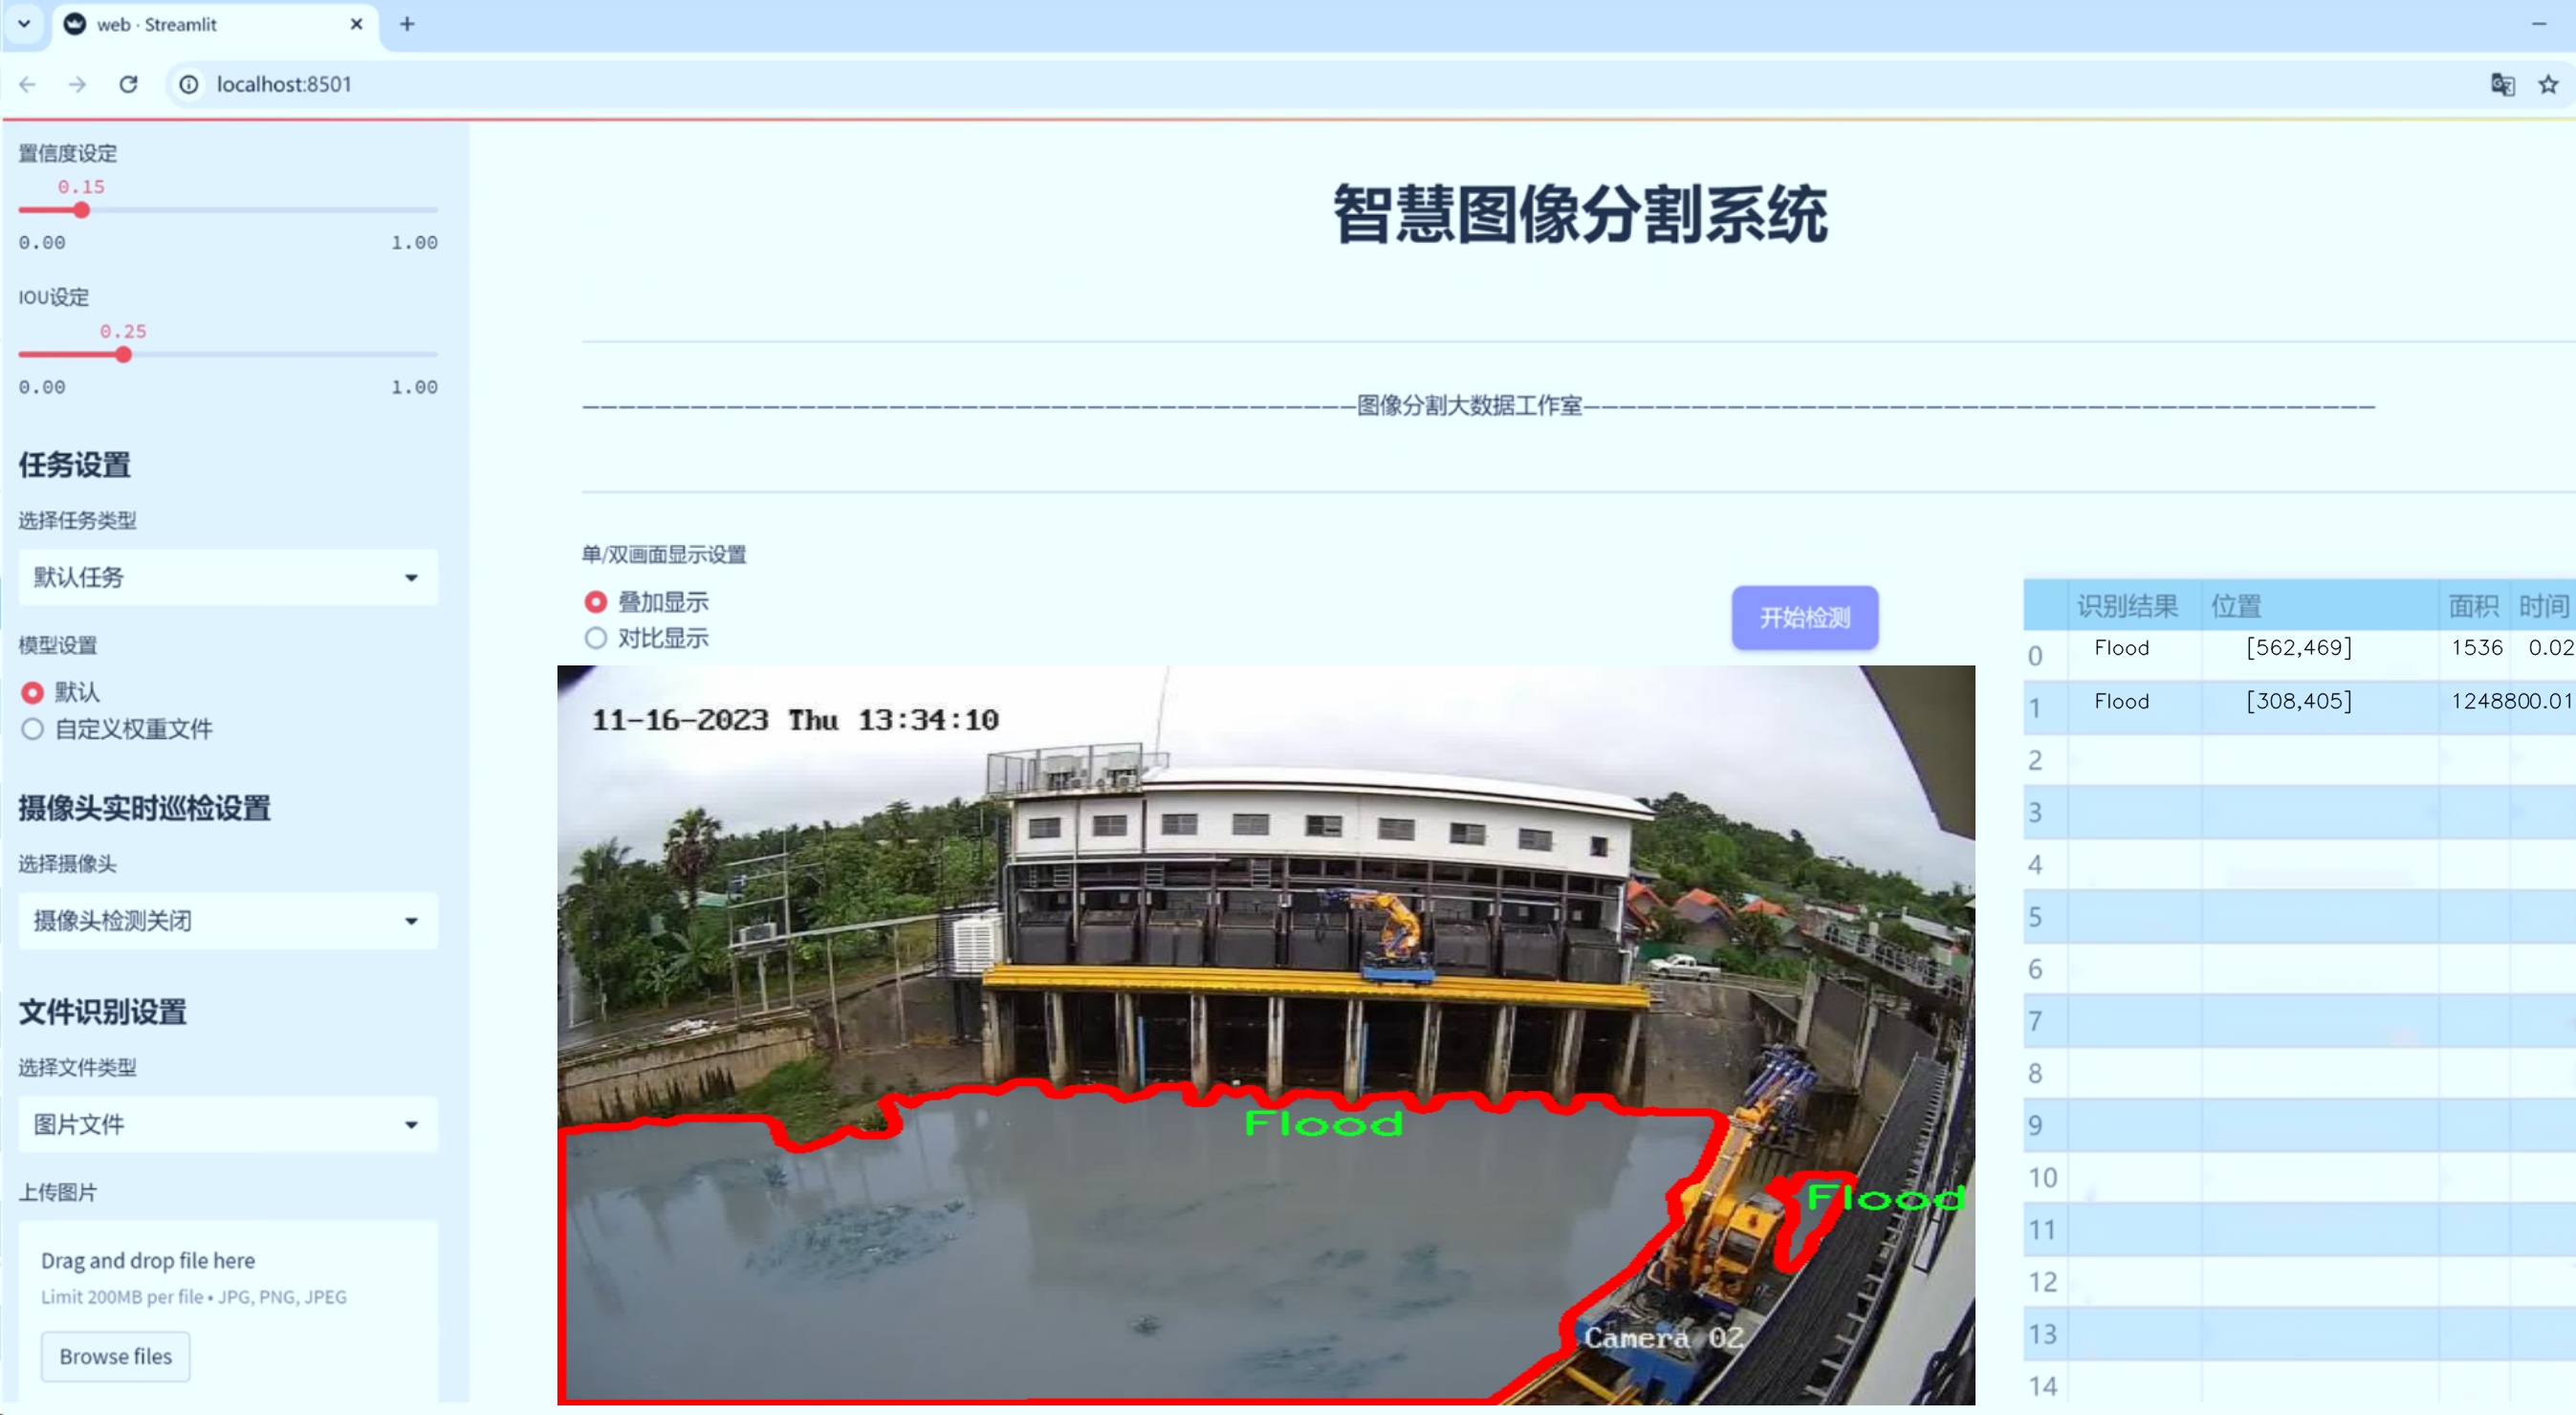 web · Streamlit
localhost:8501
置信度设定
0.15
0.00 1.00
IOU设定
0.25
0.00 1.00
任务设置
选择任务类型
默认任务
模型设置
默认
自定义权重文件
摄像头实时巡检设置
选择摄像头
摄像头检测关闭
文件识别设置
选择文件类型
图片文件
上传图片
Drag and drop file here
Limit 200MB per file • JPG, PNG, JPEG
Browse files
智慧图像分割系统
———————————————————————————————————————————图像分割大数据工作室————————————————————————————————————————————
单/双画面显示设置
叠加显示
对比显示
开始检测
11-16-2023 Thu 13:34:10
Flood
Flood
Camera 02
识别结果 位置 面积 时间
0 Flood [562,469] 1536 0.02
1 Flood [308,405] 1248800.01
2
3
4
5
6
7
8
9
10
11
12
13
14